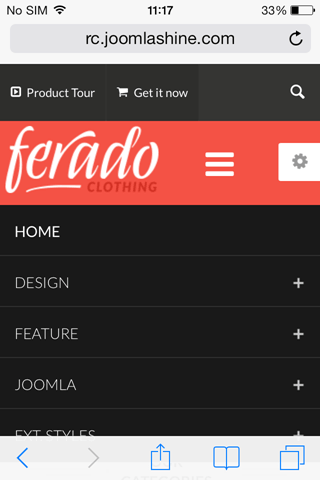 No SIM 11:17 33%
rc.joomlashine.com
Product Tour Get it now
ferado
CLOTHING
HOME
DESIGN +
FEATURE +
JOOMLA +
EXT STYLES
CATEGORIES